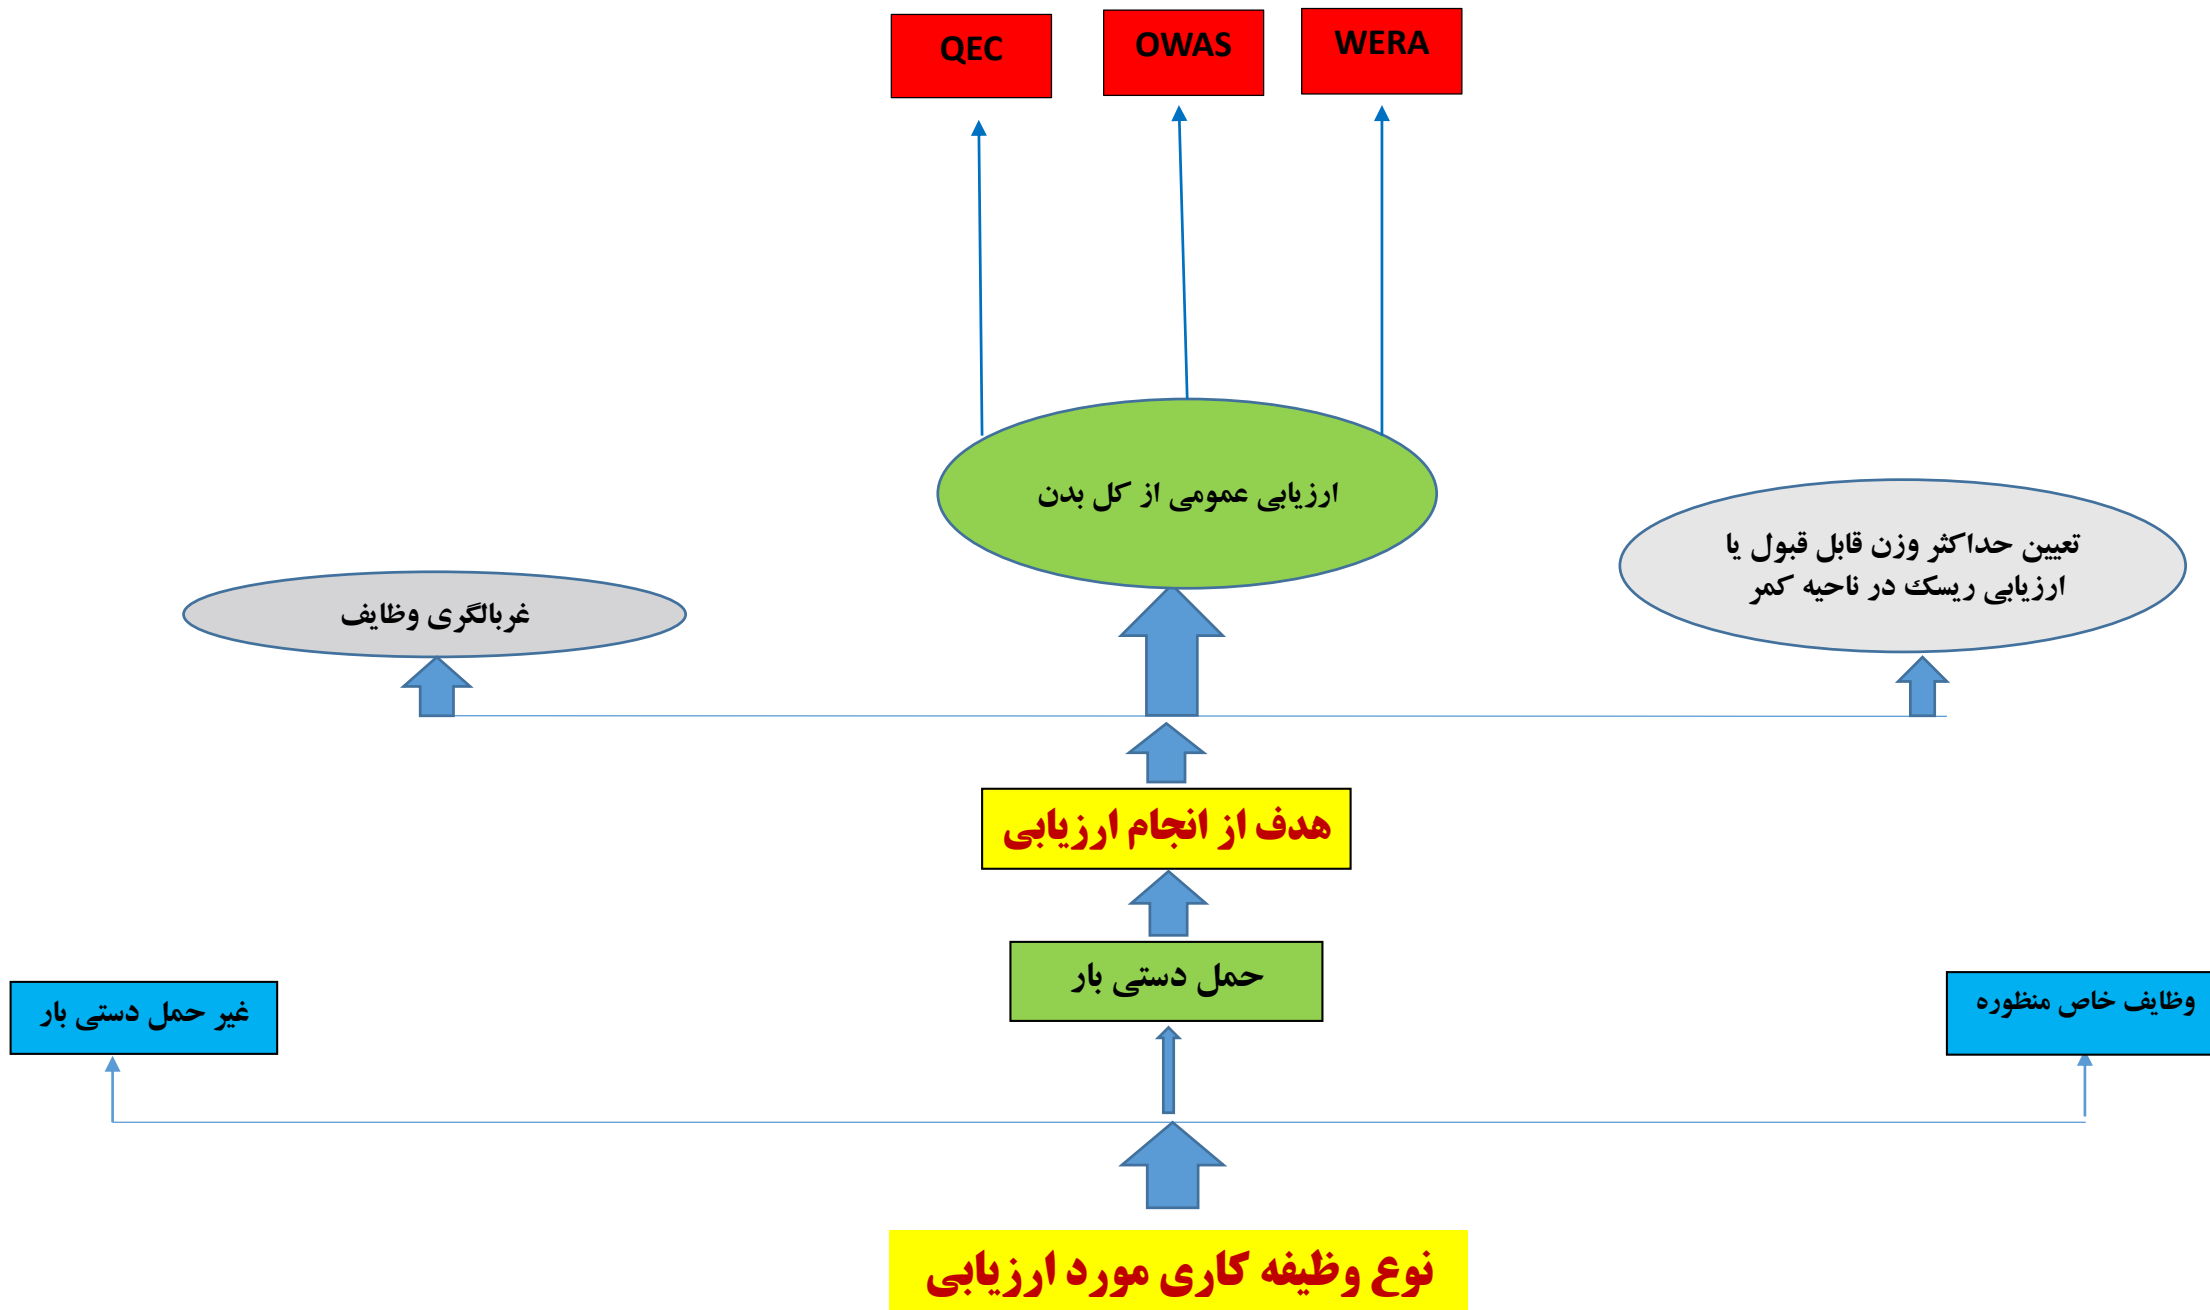 QEC
OWAS
WERA
ارزیابی عمومی از کل بدن
تعیین حداکثر وزن قابل قبول یا
ارزیابی ریسک در ناحیه کمر
غربالگری وظایف
هدف از انجام ارزیابی
حمل دستی بار
وظایف خاص منظوره
غیر حمل دستی بار
نوع وظیفه کاری مورد ارزیابی